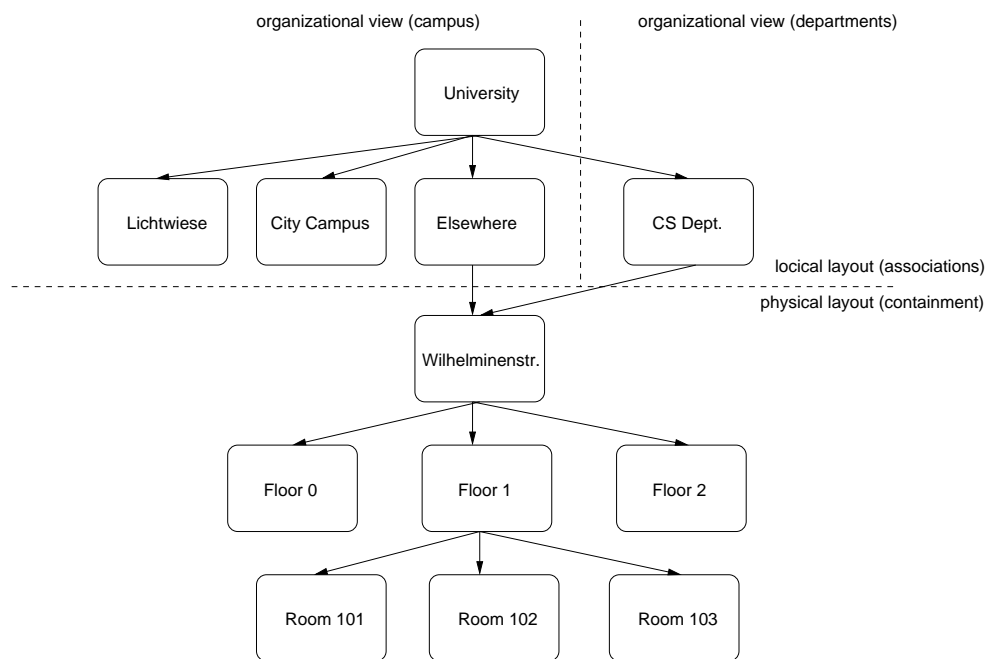 organizational view (campus)
organizational view (departments)
University
Lichtwiese
City Campus
Elsewhere
CS Dept.
locical layout (associations)
physical layout (containment)
Wilhelminenstr.
Floor 0
Floor 1
Floor 2
Room 101
Room 102
Room 103